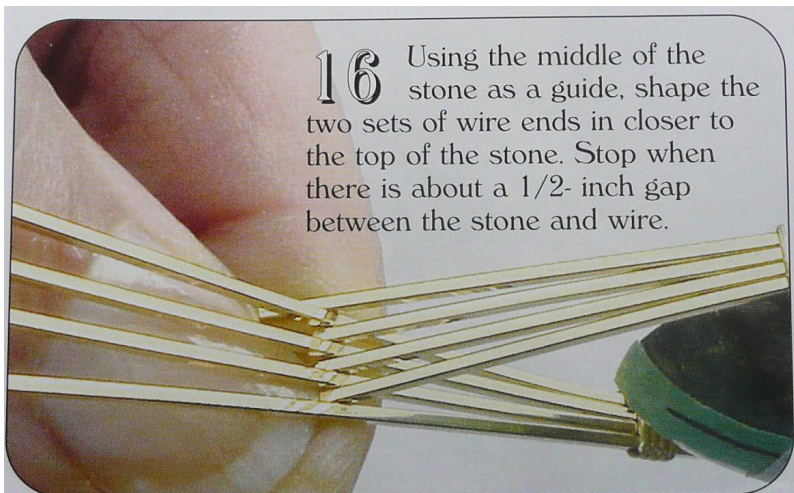 16 Using the middle of the
stone as a guide, shape the
two sets of wire ends in closer to
the top of the stone. Stop when
there is about a 1/2- inch gap
between the stone and wire.